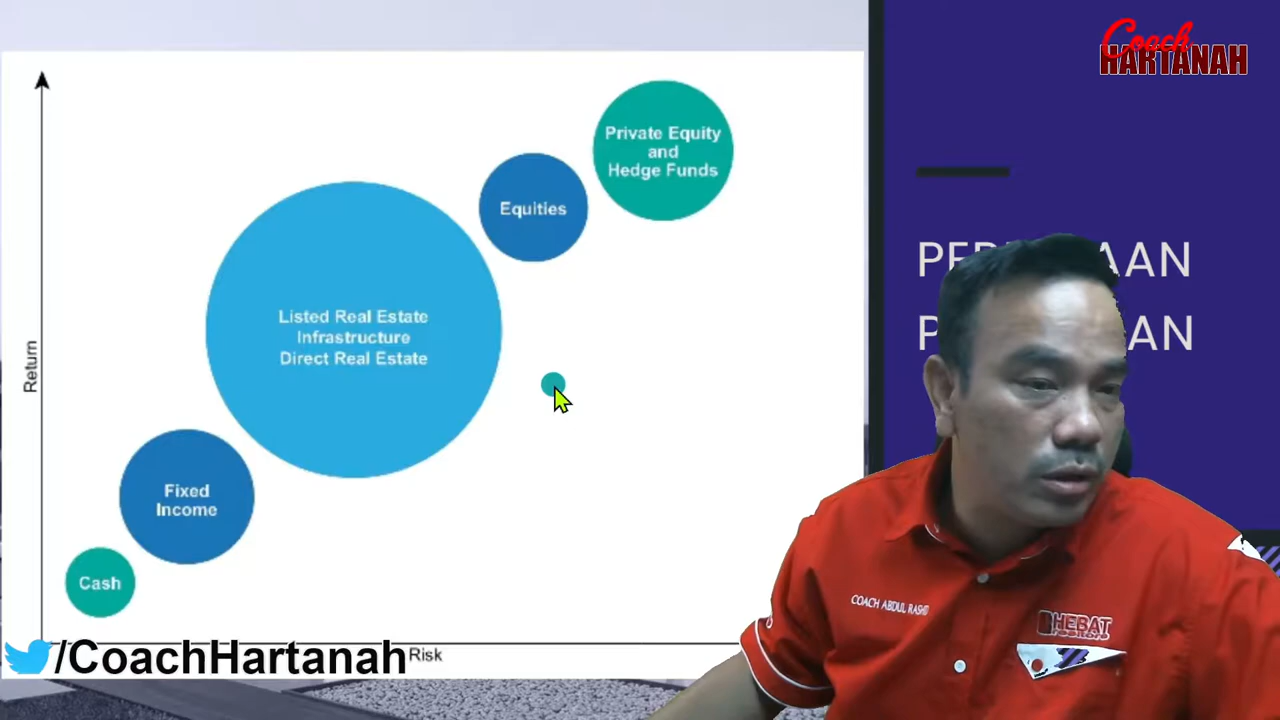 Coach
HARTANAH
Private Equity
and
Hedge Funds
Equities
Listed Real Estate
Infrastructure
Direct Real Estate
Return
Fixed
Income
Cash
Risk
/CoachHartanah
COACH ABDUL RASHID
HEBAT